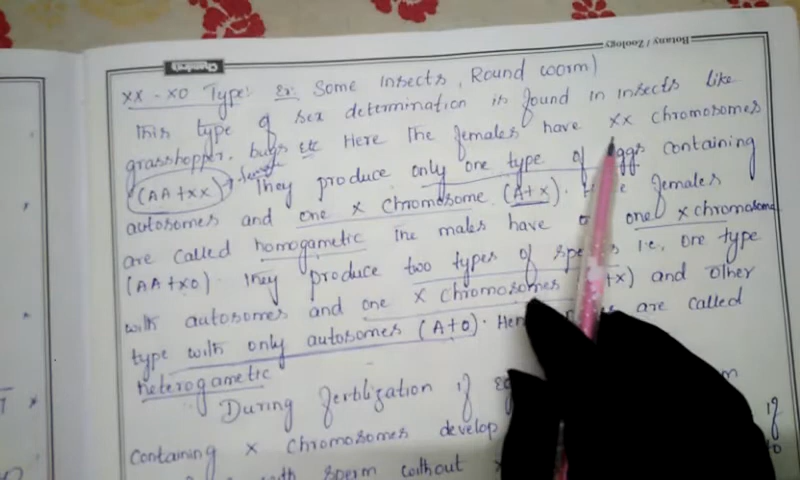 Botany / Zoology
XX - XO Type: Ex: Some Insects, Round worm)
This type of sex determination is found in insects like
grasshopper, bugs etc Here the females have XX chromosomes
(AA+XX) They produce only one type of eggs containing
autosomes and one X chromosome (A+X). females
are called homogametic The males have one X chromosome
(AA+XO). They produce two types of i.e., one type
with autosomes and one X chromosomes +X) and other
type with only autosomes (A+O). are called
heterogametic
During fertilization if
Containing X chromosomes develop if
with sperm without